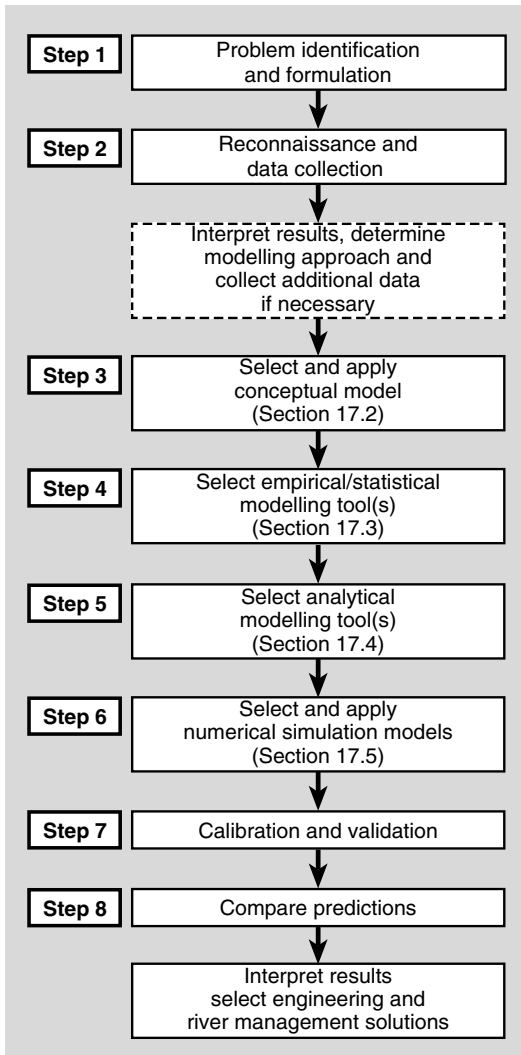 Step 1
Problem identification
and formulation
Step 2
Reconnaissance and
data collection
Interpret results, determine
modelling approach and
collect additional data
if necessary
Step 3
Select and apply
conceptual model
(Section 17.2)
Step 4
Select empirical/statistical
modelling tool(s)
(Section 17.3)
Step 5
Select analytical
modelling tool(s)
(Section 17.4)
Step 6
Select and apply
numerical simulation models
(Section 17.5)
Step 7
Calibration and validation
Step 8
Compare predictions
Interpret results
select engineering and
river management solutions